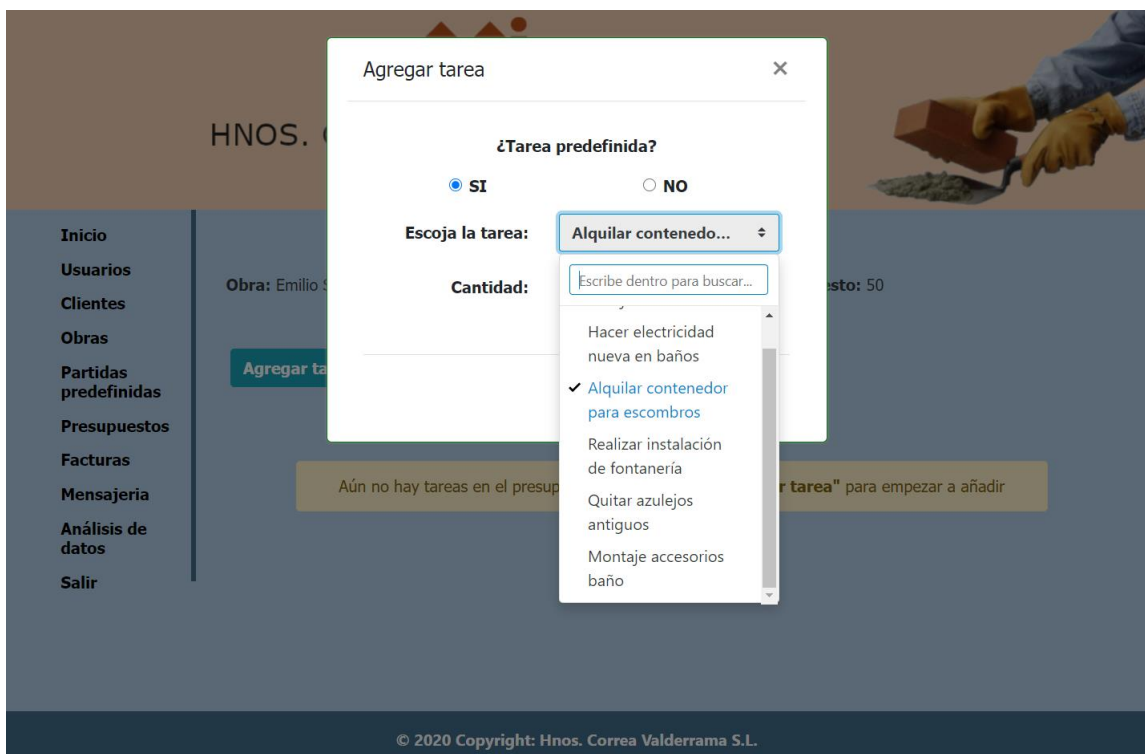 Agregar tarea ×
HNOS.
¿Tarea predefinida?
SI NO
Escoja la tarea: Alquilar contenedo...
Escribe dentro para buscar...
Cantidad:
Obra: Emilio
50
Hacer electricidad
nueva en baños
Alquilar contenedor
para escombros
Realizar instalación
de fontanería
Quitar azulejos
antiguos
Montaje accesorios
baño
Inicio
Usuarios
Clientes
Obras
Partidas
predefinidas
Presupuestos
Facturas
Mensajeria
Análisis de
datos
Salir
Agregar
Aún no hay tareas en el
tarea" para empezar a añadir
© 2020 Copyright: Hnos. Correa Valderrama S.L.